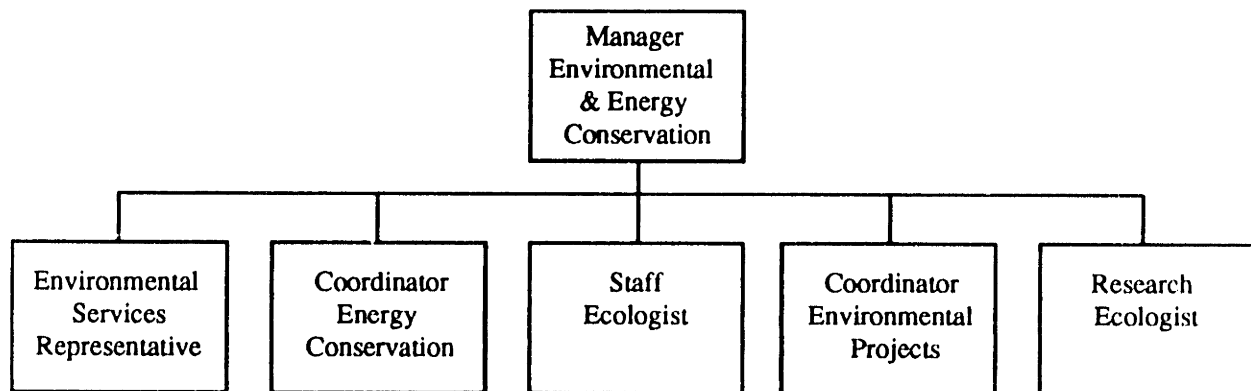 Manager
Environmental
& Energy
Conservation
Environmental
Services
Representative
Coordinator
Energy
Conservation
Staff
Ecologist
Coordinator
Environmental
Projects
Research
Ecologist